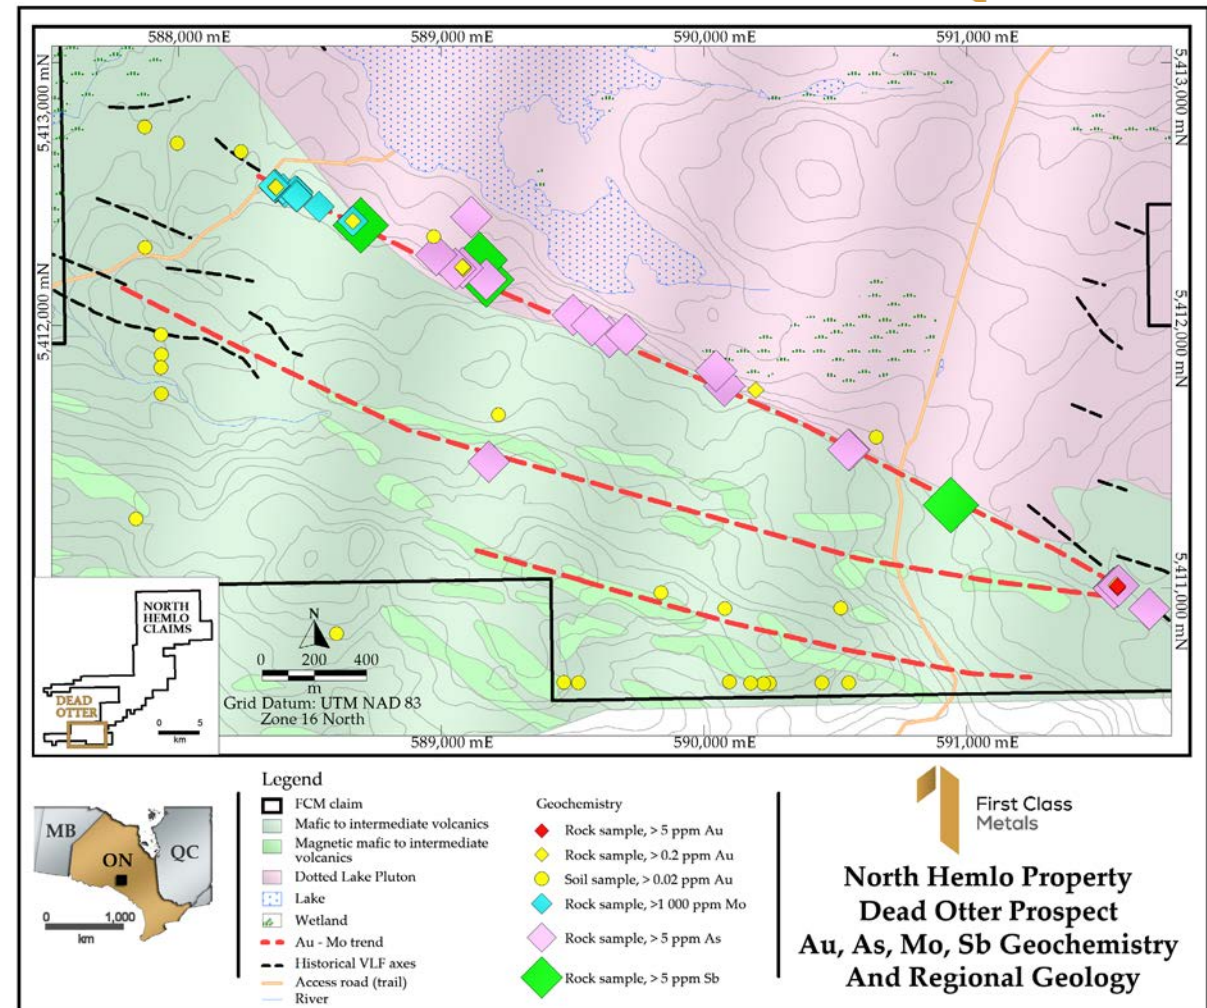 588,000 mE
589,000 mE
590,000 mE
591,000 mE
5,413,000 mN
5,413,000 mN
5,412,000 mN
5,412,000 mN
5,411,000 mN
NORTH
HEMLO
CLAIMS
DEAD
OTTER
0 5
km
N
0 200 400
m
Grid Datum: UTM NAD 83
Zone 16 North
589,000 mE
590,000 mE
591,000 mE
MB
ON
QC
0 1,000
km
Legend
FCM claim
Mafic to intermediate volcanics
Magnetic mafic to intermediate
volcanics
Dotted Lake Pluton
Lake
Wetland
Au - Mo trend
Historical VLF axes
Access road (trail)
River
Geochemistry
Rock sample, > 5 ppm Au
Rock sample, > 0.2 ppm Au
Soil sample, > 0.02 ppm Au
Rock sample, >1 000 ppm Mo
Rock sample, > 5 ppm As
Rock sample, > 5 ppm Sb
First Class
Metals
North Hemlo Property
Dead Otter Prospect
Au, As, Mo, Sb Geochemistry
And Regional Geology